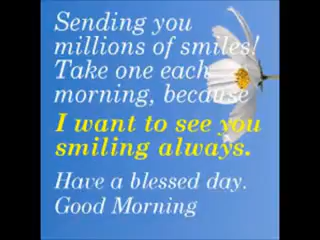 Sending you
millions of smiles!
Take one each
morning, because
I want to see you
smiling always.
Have a blessed day.
Good Morning